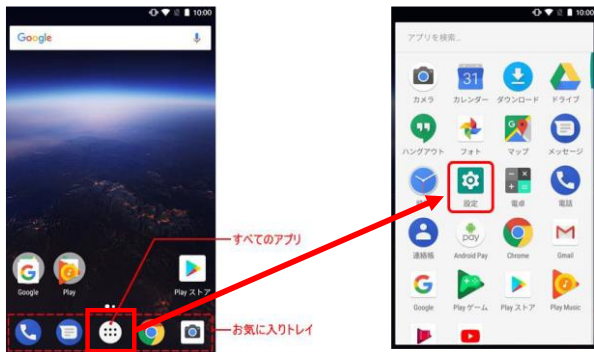 10:00
Google
Google
Play
Play ストア
すべてのアプリ
お気に入りトレイ
10:00
アプリを検索...
31
カメラ
カレンダー
ダウンロード
ドライブ
ハングアウト
フォト
マップ
メッセージ
設定
電卓
電話
pay
連絡帳
Android Pay
Chrome
Gmail
Google
Play ゲーム
Play ストア
Play Music